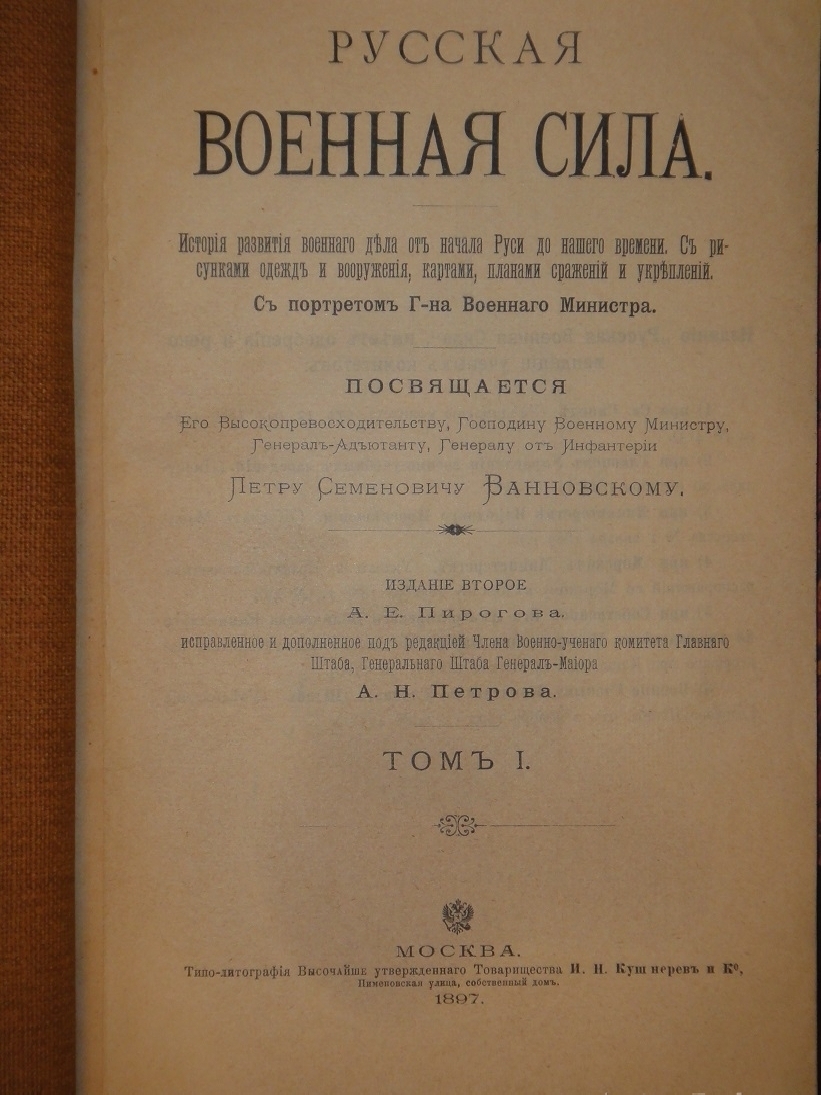 РУССКАЯ
ВОЕННАЯ СИЛА.
Исторія развитія военнаго дѣла отъ начала Руси до нашего времени. Съ ри-
сунками одеждъ и вооруженія, картами, планами сраженій и укрѣпленій.
Съ портретомъ Г-на Военнаго Министра.
ПОСВЯЩАЕТСЯ
Его Высокопревосходительству, Господину Военному Министру,
Генералъ-Адъютанту, Генералу отъ Инфантеріи
Петру Семеновичу Ванновскому.
ИЗДАНІЕ ВТОРОЕ
А. Е. Пирогова.
исправленное и дополненное подъ редакціей Члена Военно-ученаго комитета Главнаго
Штаба, Генеральнаго Штаба Генералъ-Маіора
А. Н. Петрова.
ТОМЪ I.
МОСКВА.
Типо-литографія Высочайше утвержденнаго Товарищества И. Н. Кушнеревъ и Ко,
Пименовская улица, собственный домъ.
1897.